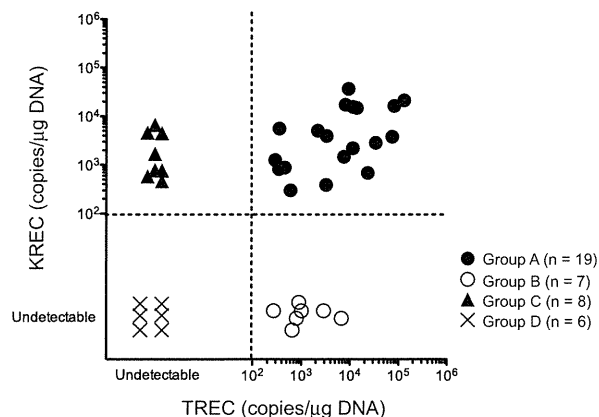 10⁶
10⁵
10⁴
10³
10²
KREC (copies/µg DNA)
Undetectable
Group A (n = 19)
Group B (n = 7)
Group C (n = 8)
Group D (n = 6)
Undetectable 10² 10³ 10⁴ 10⁵ 10⁶
TREC (copies/µg DNA)